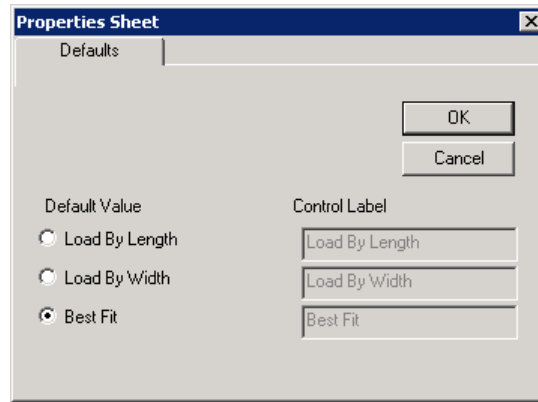 Properties Sheet
Defaults
OK
Cancel
Default Value Control Label
Load By Length Load By Length
Load By Width Load By Width
Best Fit Best Fit